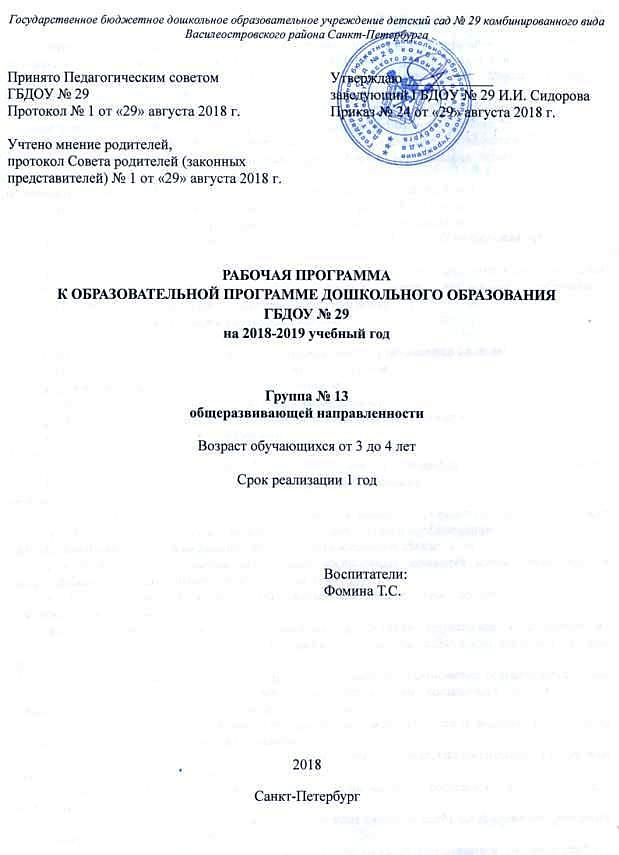 Государственное бюджетное дошкольное образовательное учреждение детский сад № 29 комбинированного вида
Василеостровского района Санкт-Петербурга
Принято Педагогическим советом
ГБДОУ № 29
Протокол № 1 от «29» августа 2018 г.
Учтено мнение родителей,
протокол Совета родителей (законных
представителей) № 1 от «29» августа 2018 г.
Утверждаю
заведующий ГБДОУ № 29 И.И. Сидорова
Приказ № 24 от «29» августа 2018 г.
РАБОЧАЯ ПРОГРАММА
К ОБРАЗОВАТЕЛЬНОЙ ПРОГРАММЕ ДОШКОЛЬНОГО ОБРАЗОВАНИЯ
ГБДОУ № 29
на 2018-2019 учебный год
Группа № 13
общеразвивающей направленности
Возраст обучающихся от 3 до 4 лет
Срок реализации 1 год
Воспитатели:
Фомина Т.С.
2018
Санкт-Петербург